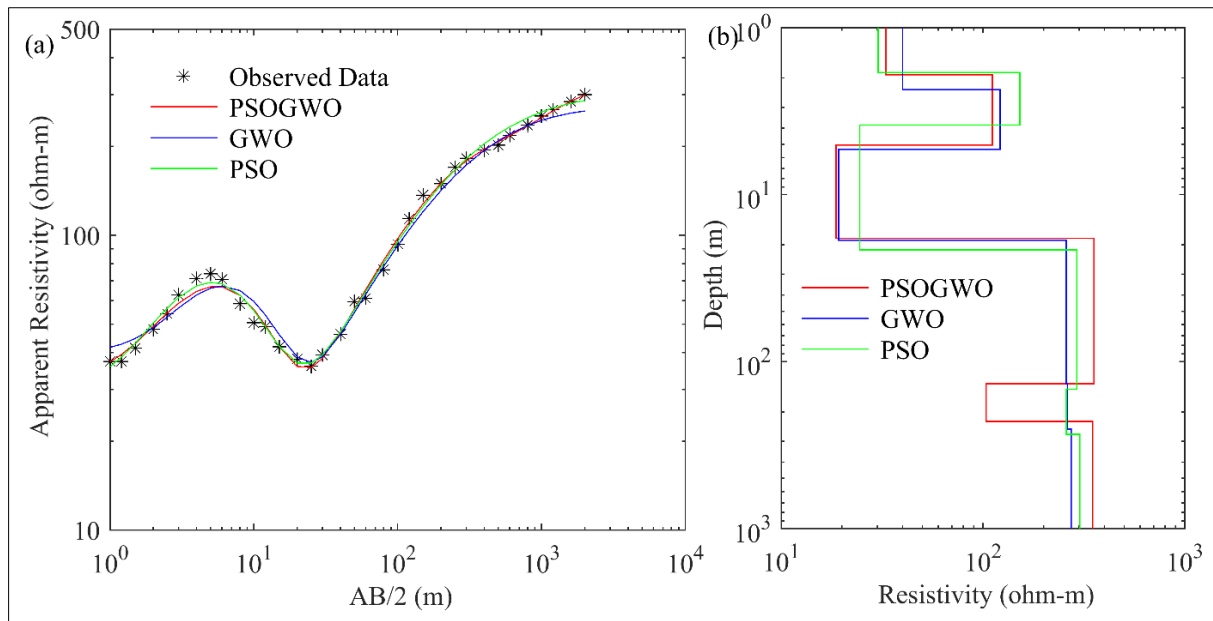 (a)
500
100
10
Apparent Resistivity (ohm-m)
Observed Data
PSOGWO
GWO
PSO
10^0
10^1
10^2
10^3
10^4
AB/2 (m)
(b)
10^0
10^1
10^2
10^3
Depth (m)
PSOGWO
GWO
PSO
10^1
10^2
10^3
Resistivity (ohm-m)